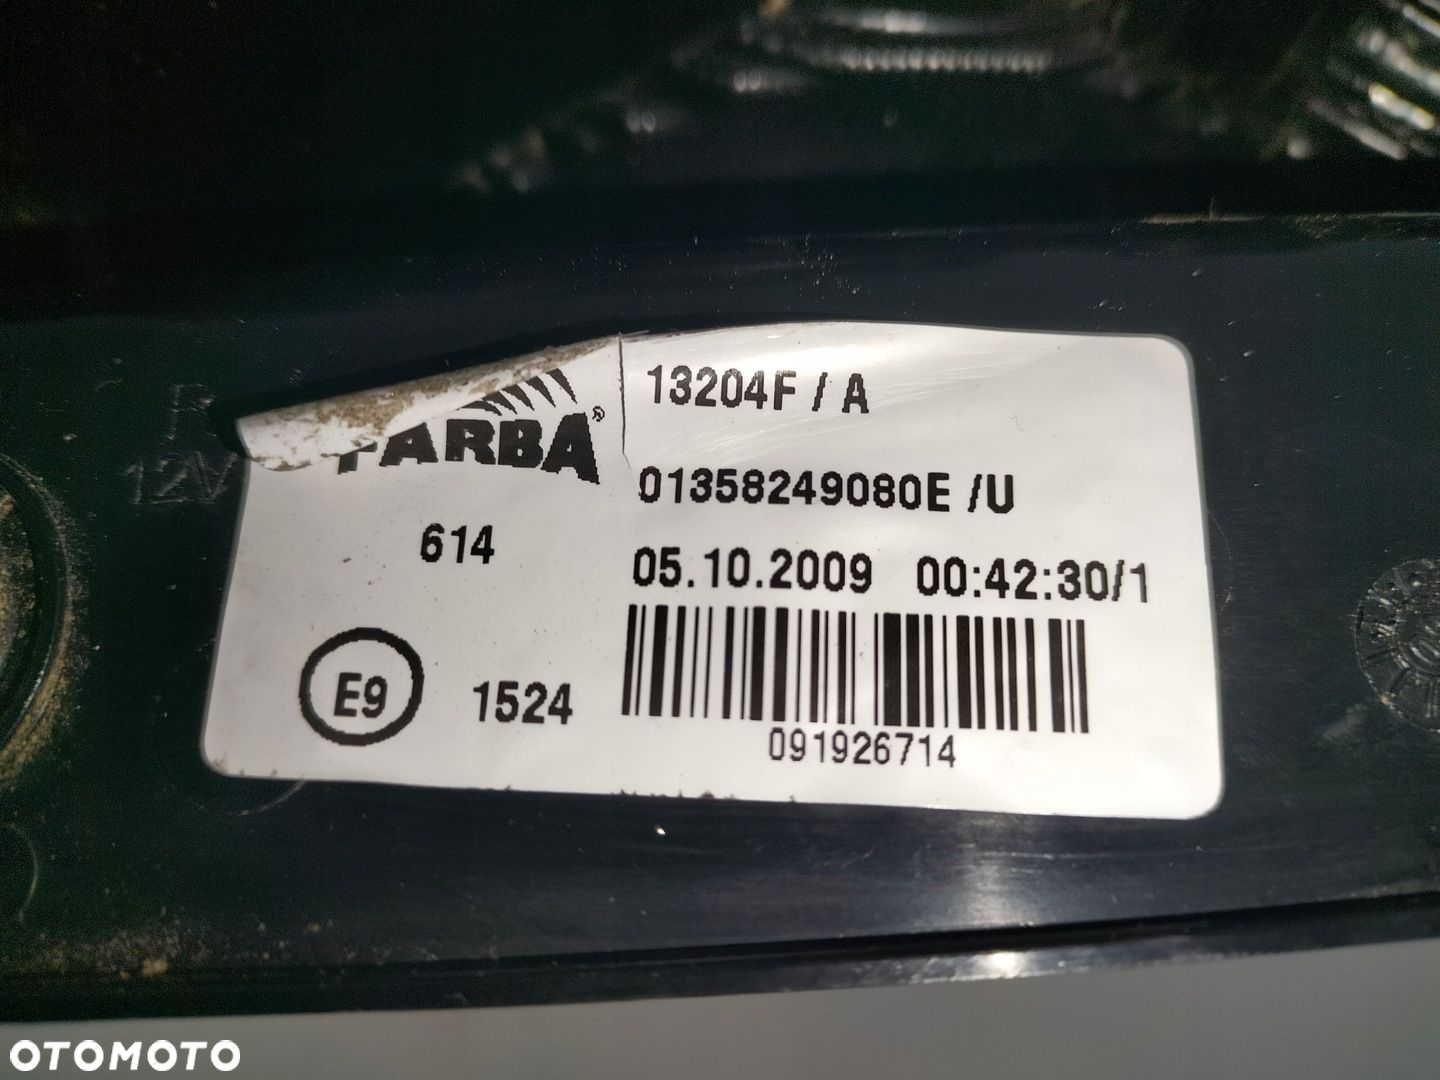 13204F / A
FARBA®
01358249080E /U
12V
614
05.10.2009 00:42:30/1
E9
1524
091926714
OTOMOTO